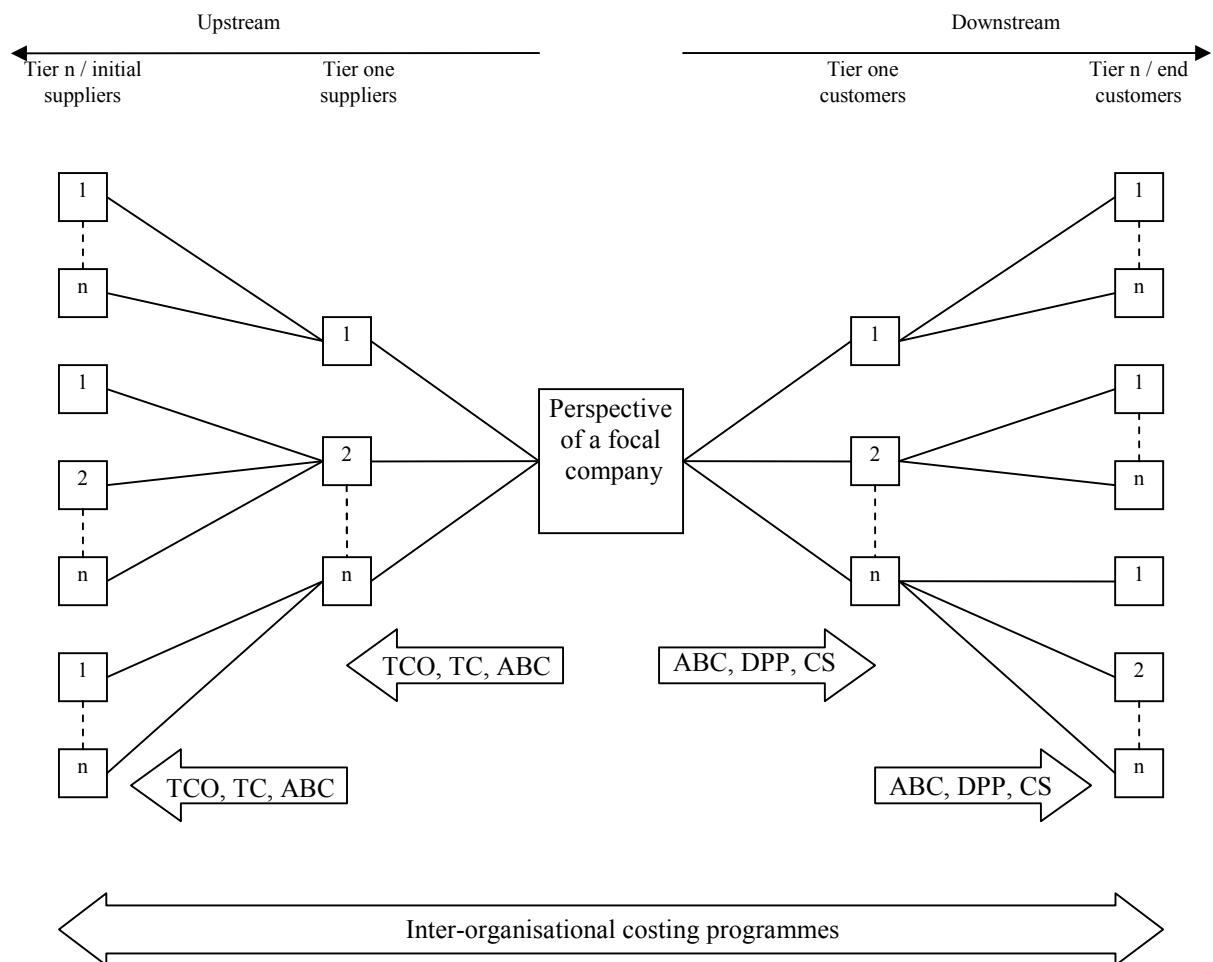 Upstream
Downstream
Tier n / initial
suppliers
Tier one
suppliers
Tier one
customers
Tier n / end
customers
1
n
1
2
n
1
n
1
2
n
Perspective
of a focal
company
1
2
n
1
n
1
n
1
2
n
TCO, TC, ABC
ABC, DPP, CS
TCO, TC, ABC
ABC, DPP, CS
Inter-organisational costing programmes